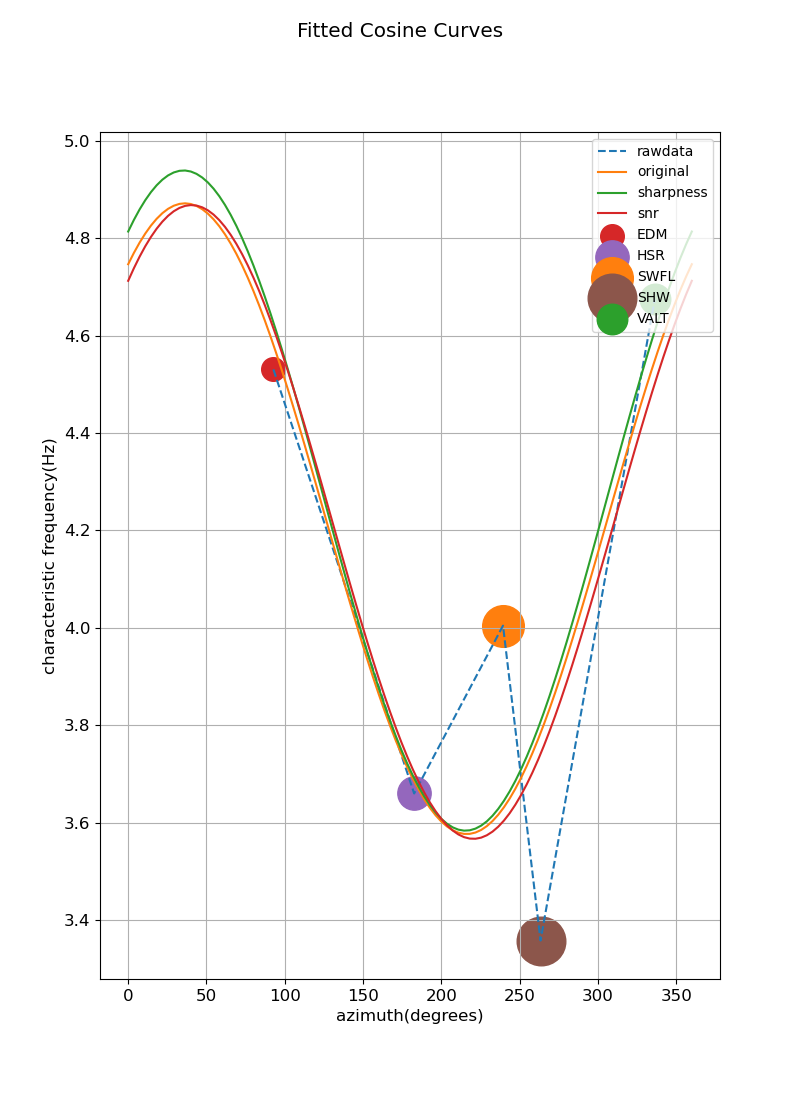 Fitted Cosine Curves
5.0
4.8
4.6
4.4
4.2
4.0
3.8
3.6
3.4
characteristic frequency(Hz)
rawdata
original
sharpness
snr
EDM
HSR
SWFL
SHW
VALT
0 50 100 150 200 250 300 350
azimuth(degrees)